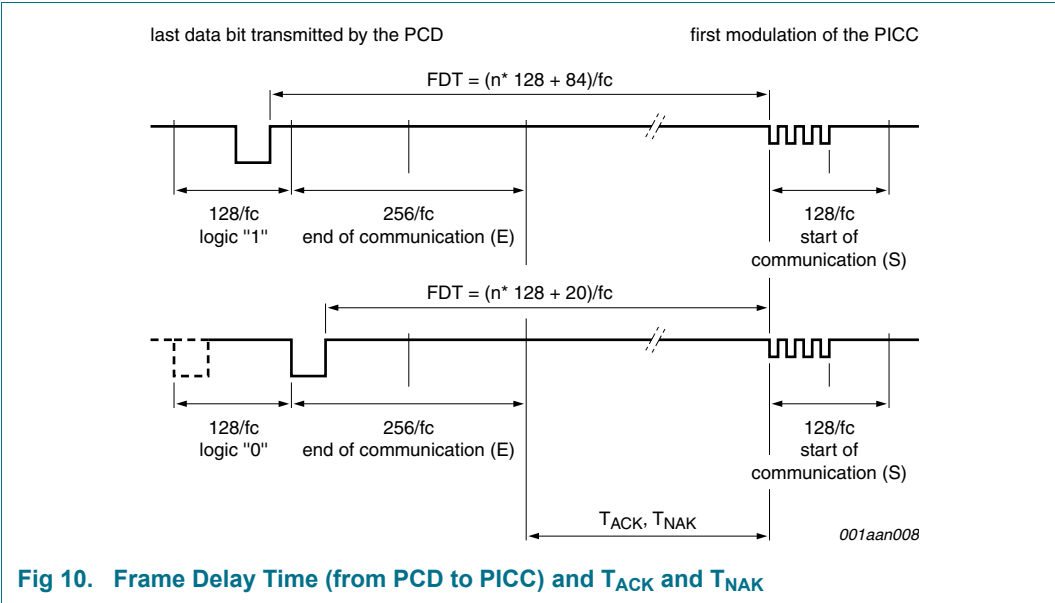 last data bit transmitted by the PCD
first modulation of the PICC
FDT = (n* 128 + 84)/fc
128/fc
logic "1"
256/fc
end of communication (E)
128/fc
start of
communication (S)
FDT = (n* 128 + 20)/fc
128/fc
logic "0"
256/fc
end of communication (E)
128/fc
start of
communication (S)
TACK, TNAK
001aan008
Fig 10. Frame Delay Time (from PCD to PICC) and TACK and TNAK